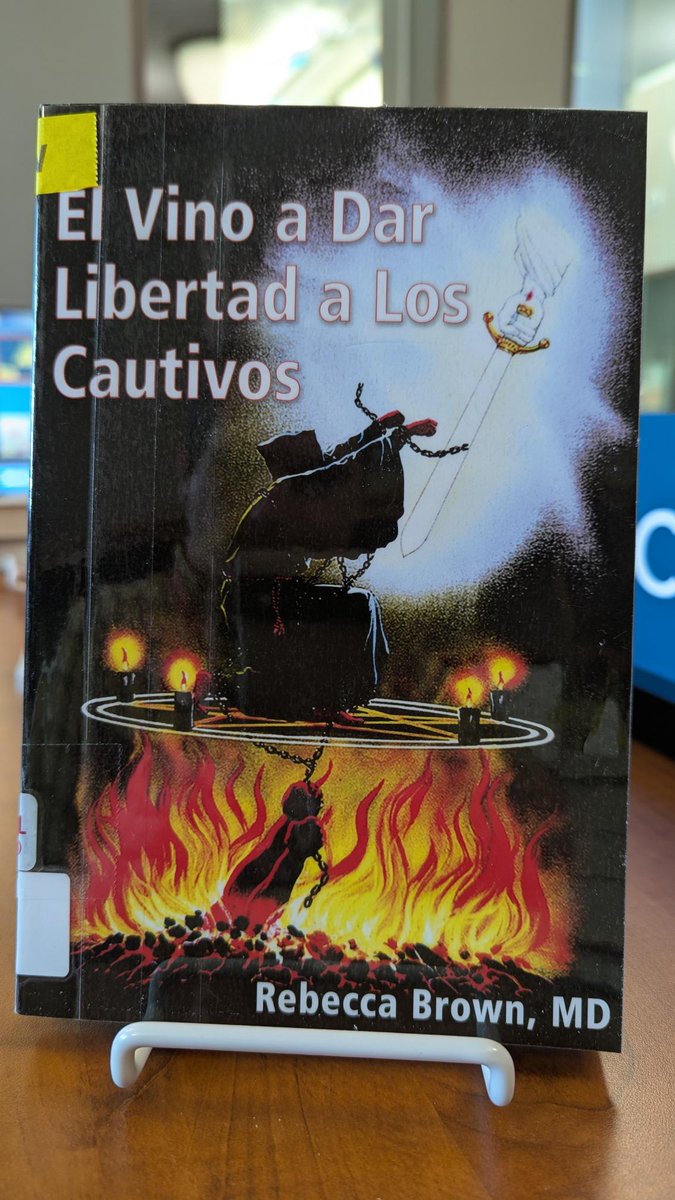 El Vino a Dar
Libertad a Los
Cautivos
Rebecca Brown, MD